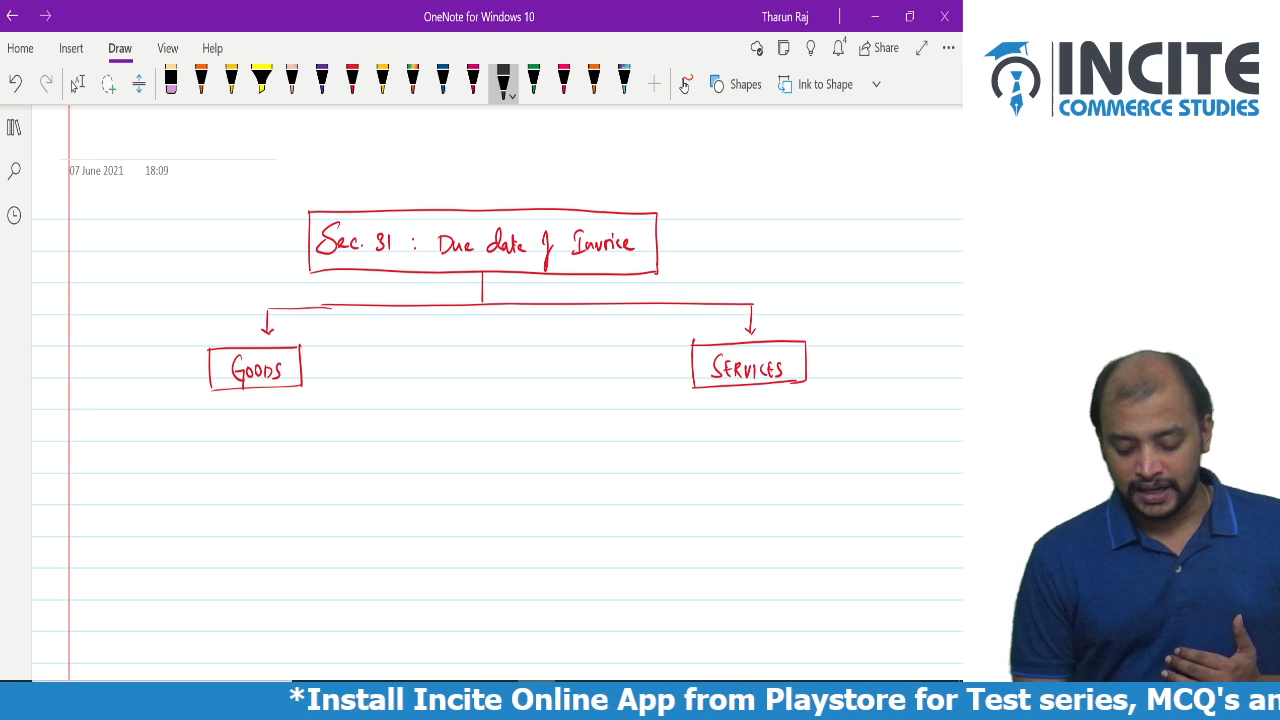 OneNote for Windows 10
Tharun Raj
Home Insert Draw View Help
4 Share
Shapes Ink to Shape
INCITE
COMMERCE STUDIES
07 June 2021 18:09
Sec. 31 : Due date of Invoice
GOODS
SERVICES
*Install Incite Online App from Playstore for Test series, MCQ's an